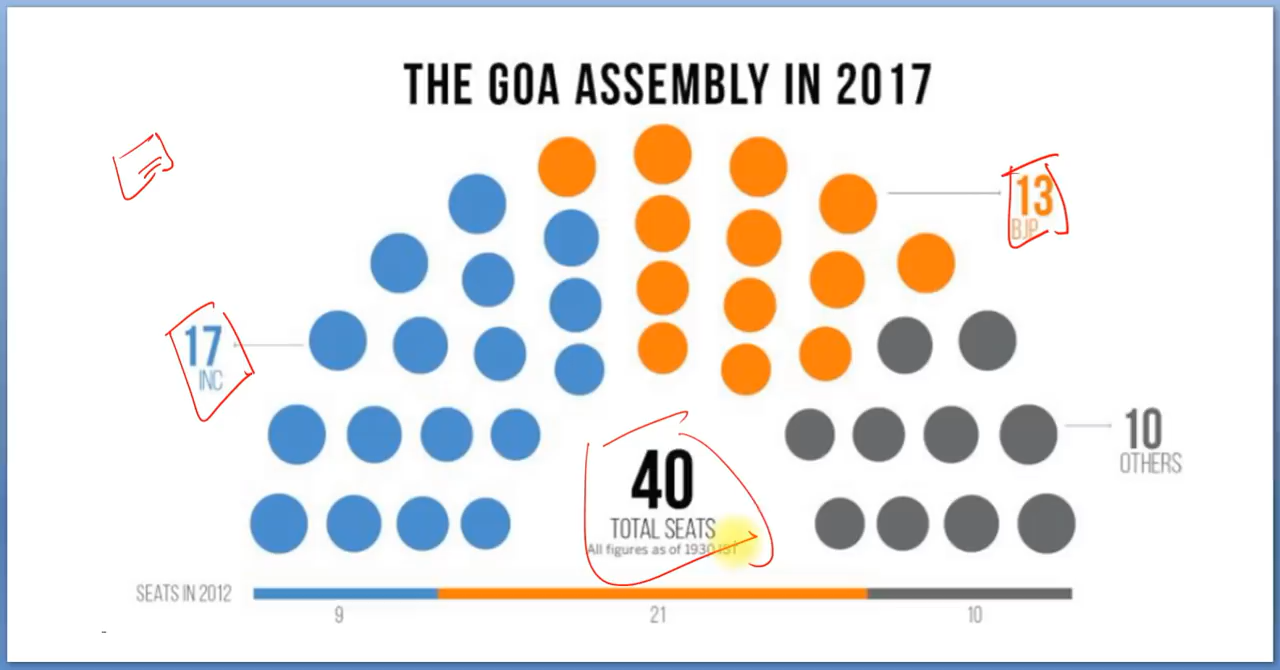 THE GOA ASSEMBLY IN 2017
13
BJP
17
INC
10
OTHERS
40
TOTAL SEATS
All figures as of 1930 IST
SEATS IN 2012
9 21 10